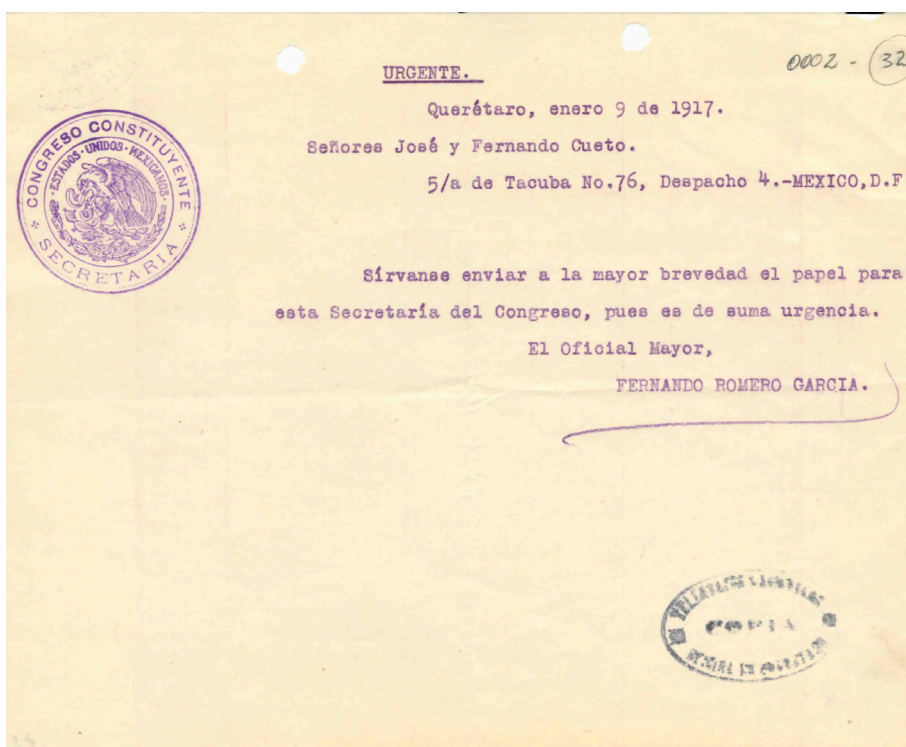 0002 - 32
URGENTE.
Querétaro, enero 9 de 1917.
CONGRESO CONSTITUYENTE
ESTADOS·UNIDOS·MEXICANOS·
SECRETARIA
Señores José y Fernando Cueto.
5/a de Tacuba No.76, Despacho 4.-MEXICO,D.F
Sírvanse enviar a la mayor brevedad el papel para
esta Secretaría del Congreso, pues es de suma urgencia.
El Oficial Mayor,
FERNANDO ROMERO GARCIA.
COPIA